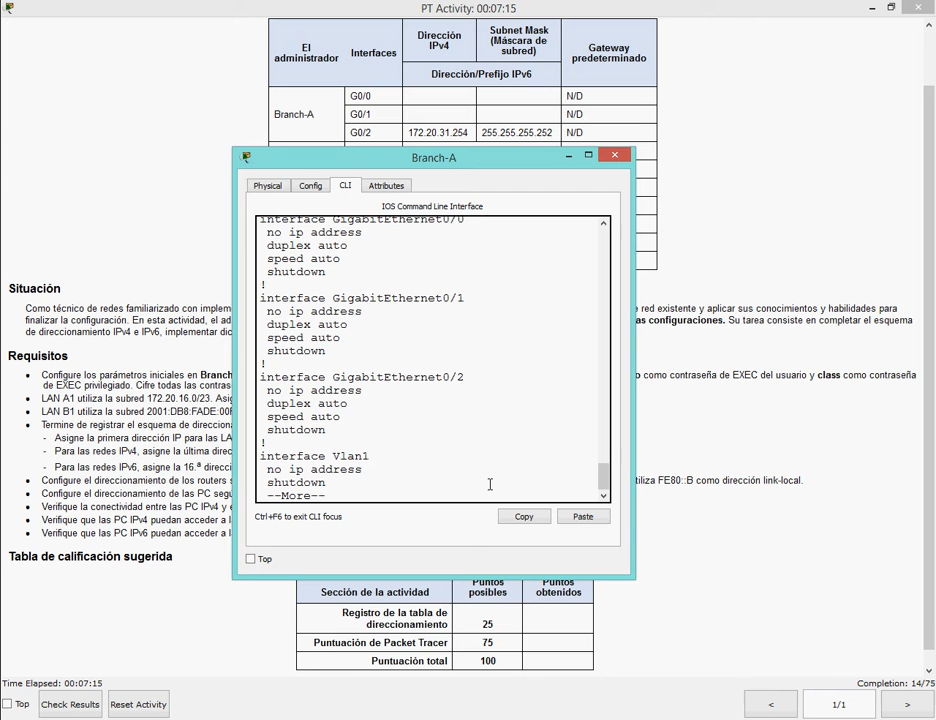 PT Activity: 00:07:15
El administrador
Interfaces
Dirección IPv4
Subnet Mask (Máscara de subred)
Gateway predeterminado
Dirección/Prefijo IPv6
Branch-A
G0/0
N/D
G0/1
N/D
G0/2
172.20.31.254
255.255.255.252
N/D
Branch-A
Physical
Config
CLI
Attributes
IOS Command Line Interface
interface GigabitEthernet0/0
no ip address
duplex auto
speed auto
shutdown
!
interface GigabitEthernet0/1
no ip address
duplex auto
speed auto
shutdown
!
interface GigabitEthernet0/2
no ip address
duplex auto
speed auto
shutdown
!
interface Vlan1
no ip address
shutdown
--More--
Ctrl+F6 to exit CLI focus
Copy
Paste
Top
Situación
Como técnico de redes familiarizado con implem
e red existente y aplicar sus conocimientos y habilidades para
finalizar la configuración. En esta actividad, el ad
as configuraciones. Su tarea consiste en completar el esquema
de direccionamiento IPv4 e IPv6, implementar dic
Requisitos
• Configure los parámetros iniciales en Branch
o como contraseña de EXEC del usuario y class como contraseña
de EXEC privilegiado. Cifre todas las contras
• LAN A1 utiliza la subred 172.20.16.0/23. Asig
• LAN B1 utiliza la subred 2001:DB8:FADE:00F
• Termine de registrar el esquema de direcciona
- Asigne la primera dirección IP para las LA
- Para las redes IPv4, asigne la última direc
- Para las redes IPv6, asigne la 16.ª direcci
• Configure el direccionamiento de los routers s
utiliza FE80::B como dirección link-local.
• Configure el direccionamiento de las PC segú
• Verifique la conectividad entre las PC IPv4 y e
• Verifique que las PC IPv4 puedan acceder a l
• Verifique que las PC IPv6 puedan acceder a l
Tabla de calificación sugerida
Sección de la actividad
Puntos posibles
Puntos obtenidos
Registro de la tabla de direccionamiento
25
Puntuación de Packet Tracer
75
Puntuación total
100
Time Elapsed: 00:07:15
Completion: 14/75
Top
Check Results
Reset Activity
<
1/1
>